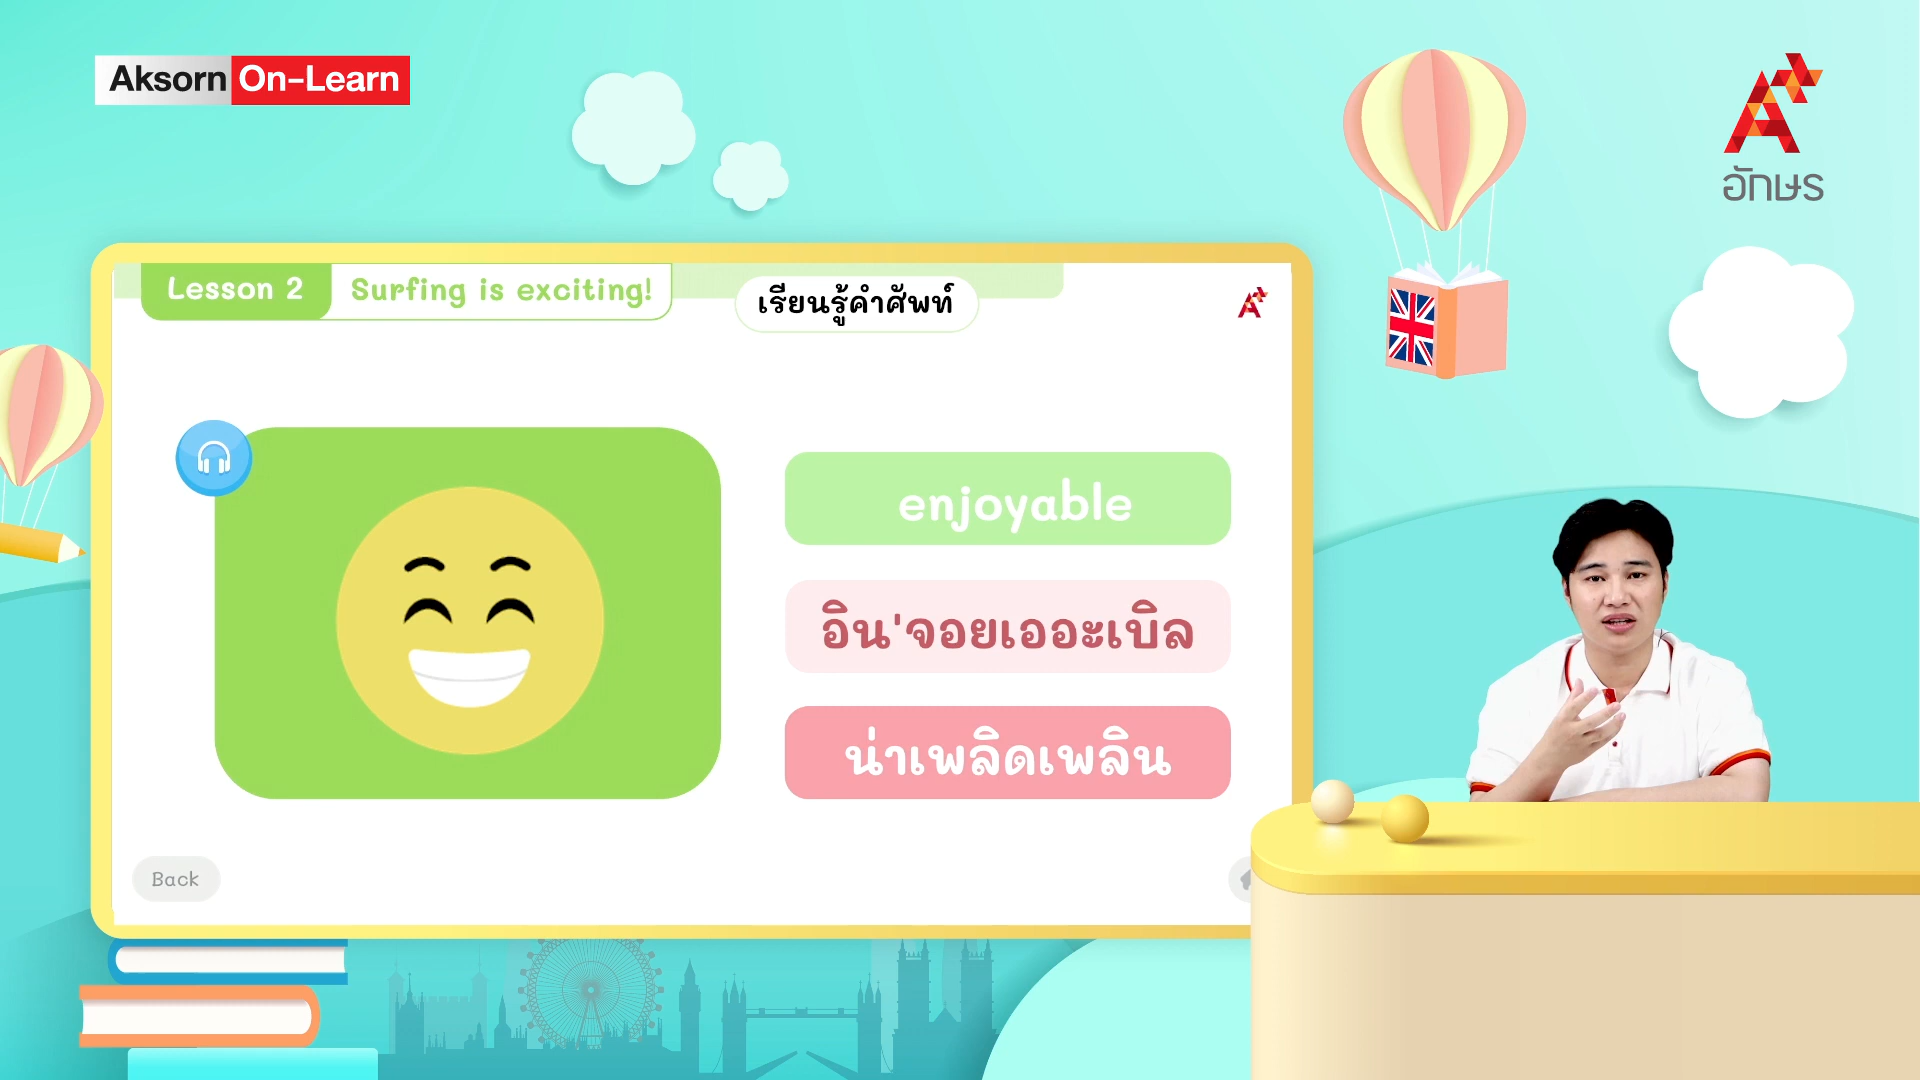 Aksorn On-Learn
อักษร
Lesson 2 Surfing is exciting!
เรียนรู้คำศัพท์
enjoyable
อิน'จอยเออะเบิล
น่าเพลิดเพลิน
Back